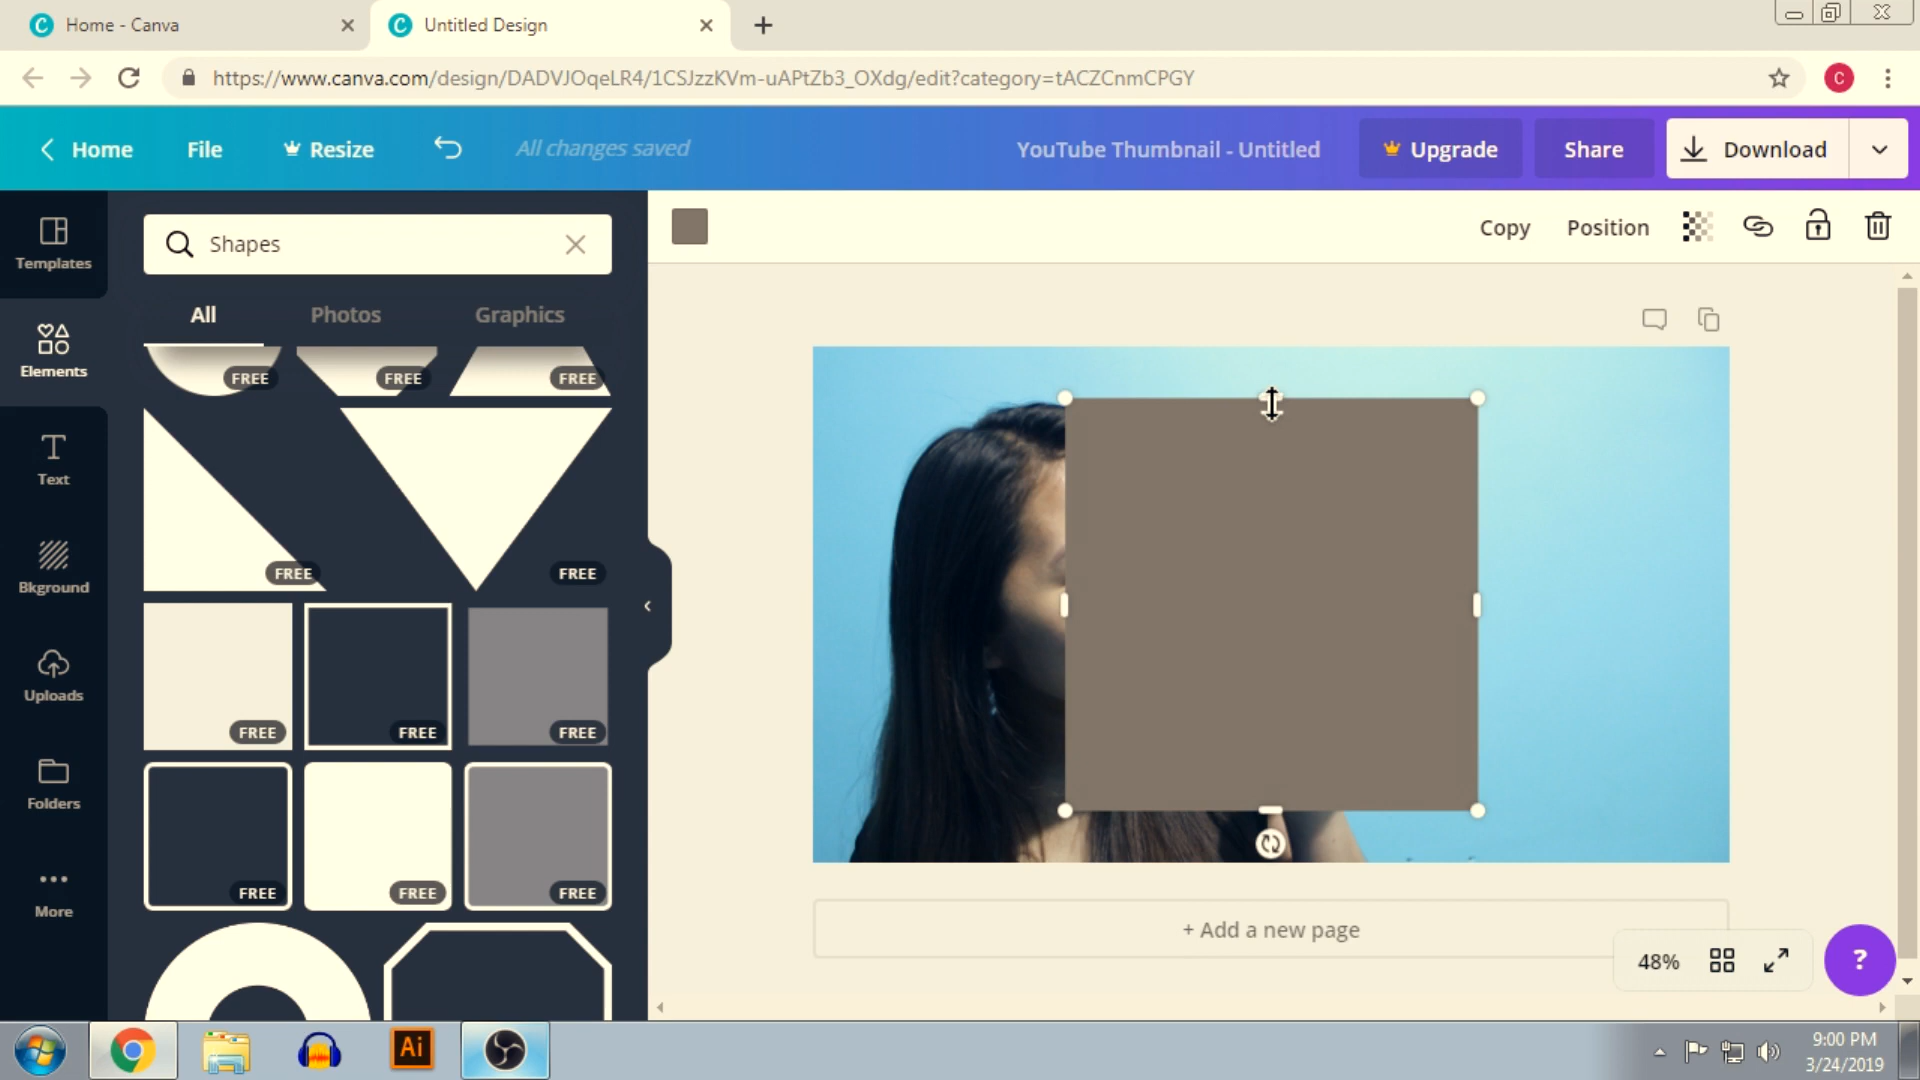 Home - Canva
Untitled Design
https://www.canva.com/design/DADVJOqeLR4/1CSJzzKVm-uAPtZb3_OXdg/edit?category=tACZCnmCPGY
C
Home
File
Resize
All changes saved
YouTube Thumbnail - Untitled
Upgrade
Share
Download
Templates
Elements
Text
Bkground
Uploads
Folders
More
Shapes
All
Photos
Graphics
FREE
FREE
FREE
FREE
FREE
FREE
FREE
FREE
FREE
FREE
FREE
Copy
Position
+ Add a new page
48%
?
Ai
9:00 PM
3/24/2019